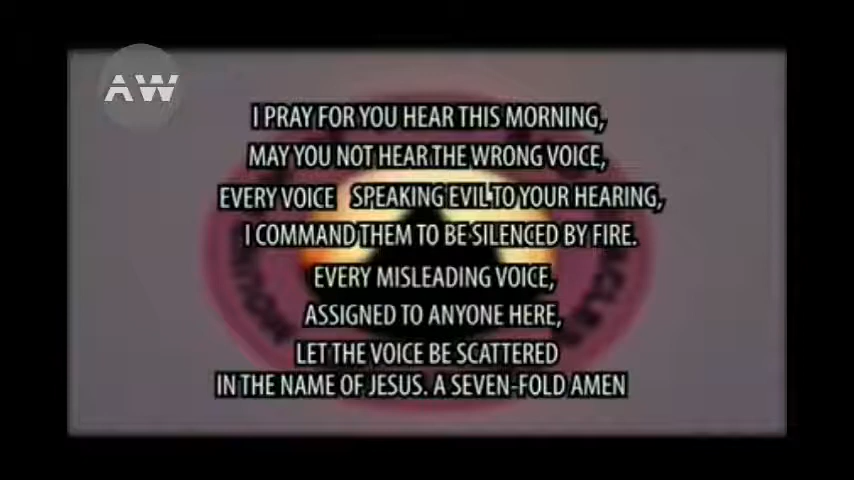 AW
I PRAY FOR YOU HEAR THIS MORNING,
MAY YOU NOT HEAR THE WRONG VOICE,
EVERY VOICE SPEAKING EVIL TO YOUR HEARING,
I COMMAND THEM TO BE SILENCED BY FIRE.
EVERY MISLEADING VOICE,
ASSIGNED TO ANYONE HERE,
LET THE VOICE BE SCATTERED
IN THE NAME OF JESUS. A SEVEN-FOLD AMEN